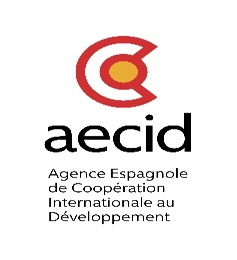 aecid
Agence Espagnole
de Coopération
Internationale au
Développement